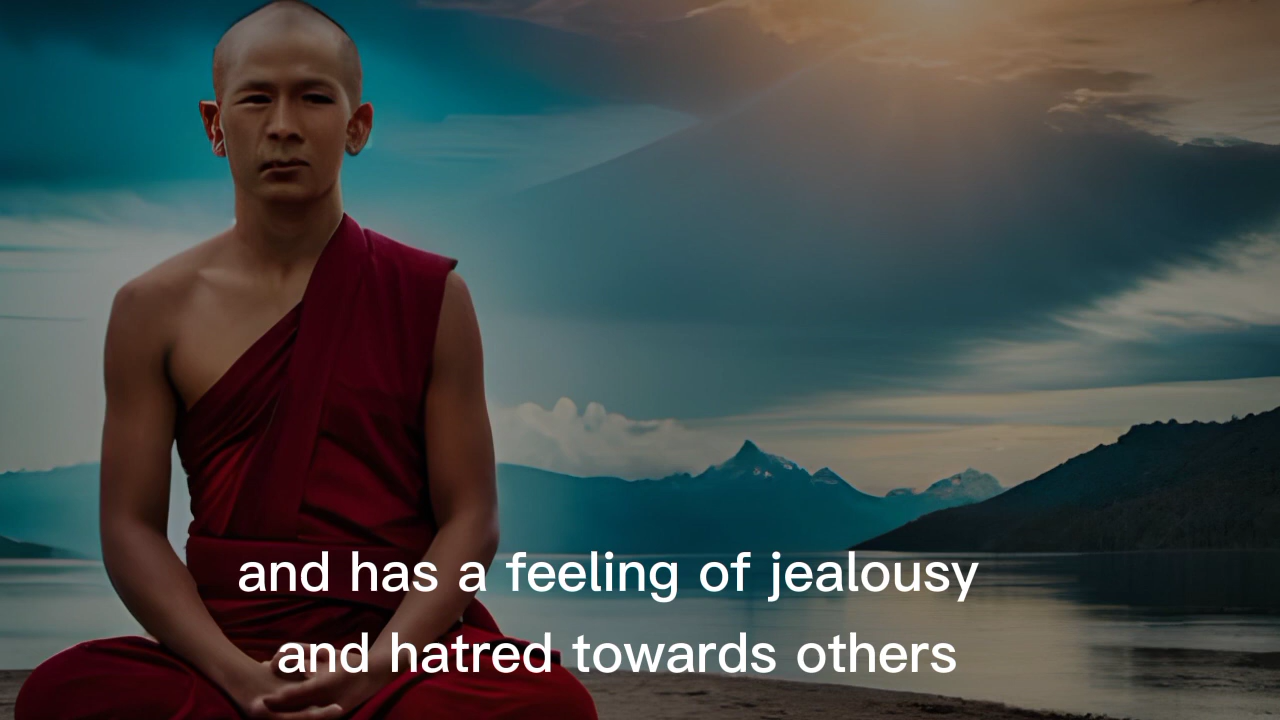 and has a feeling of jealousy
and hatred towards others